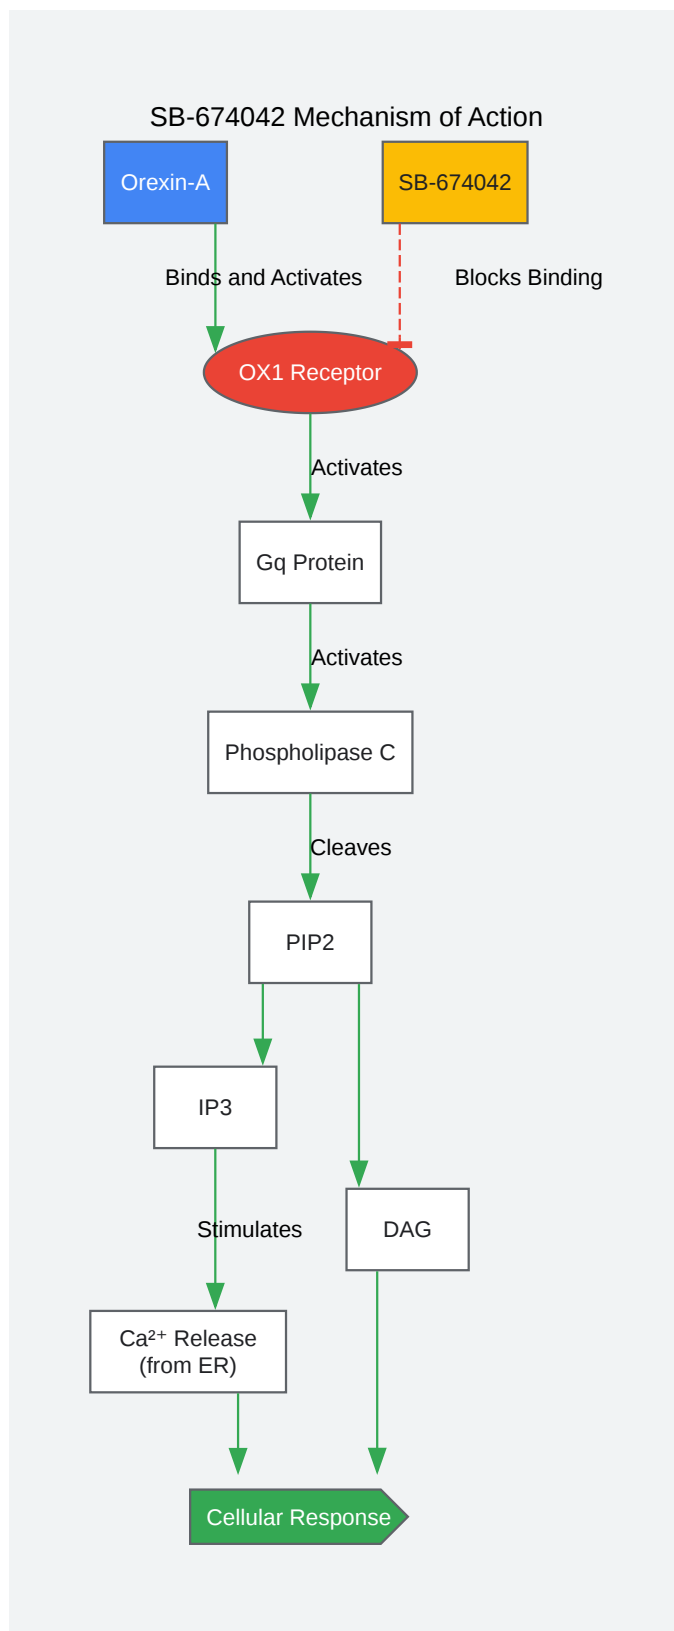 SB-674042 Mechanism of Action
Orexin-A
SB-674042
Binds and Activates
Blocks Binding
OX1 Receptor
Activates
Gq Protein
Activates
Phospholipase C
Cleaves
PIP2
IP3
Stimulates
DAG
Ca²⁺ Release
(from ER)
Cellular Response